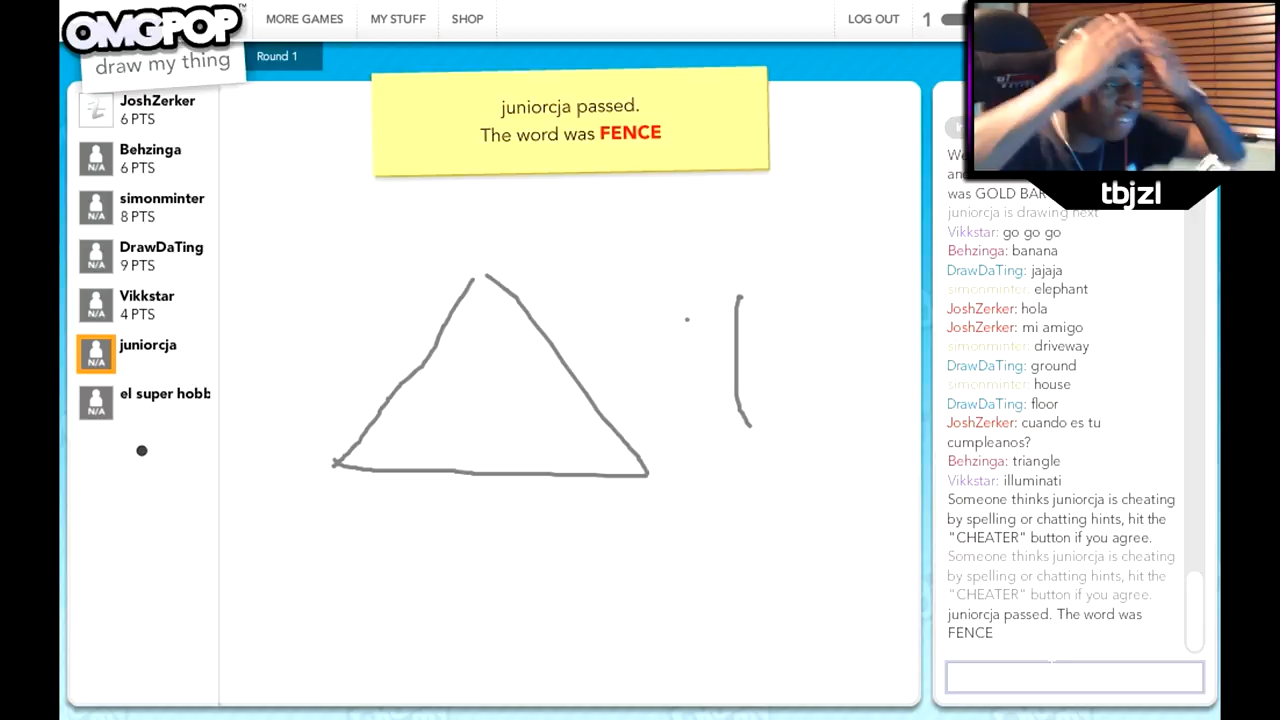 OMGPOP™
draw my thing
MORE GAMES
MY STUFF
SHOP
LOG OUT
1
Round 1
JoshZerker
6 PTS
N/A
Behzinga
6 PTS
N/A
simonminter
8 PTS
N/A
DrawDaTing
9 PTS
N/A
Vikkstar
4 PTS
N/A
juniorcja
N/A
el super hobb
juniorcja passed.
The word was FENCE
tbjzl
was GOLD BAR
juniorcja is drawing next
Vikkstar: go go go
Behzinga: banana
DrawDaTing: jajaja
simonminter: elephant
JoshZerker: hola
JoshZerker: mi amigo
simonminter: driveway
DrawDaTing: ground
simonminter: house
DrawDaTing: floor
JoshZerker: cuando es tu
cumpleanos?
Behzinga: triangle
Vikkstar: illuminati
Someone thinks juniorcja is cheating
by spelling or chatting hints, hit the
"CHEATER" button if you agree.
Someone thinks juniorcja is cheating
by spelling or chatting hints, hit the
"CHEATER" button if you agree.
juniorcja passed. The word was
FENCE